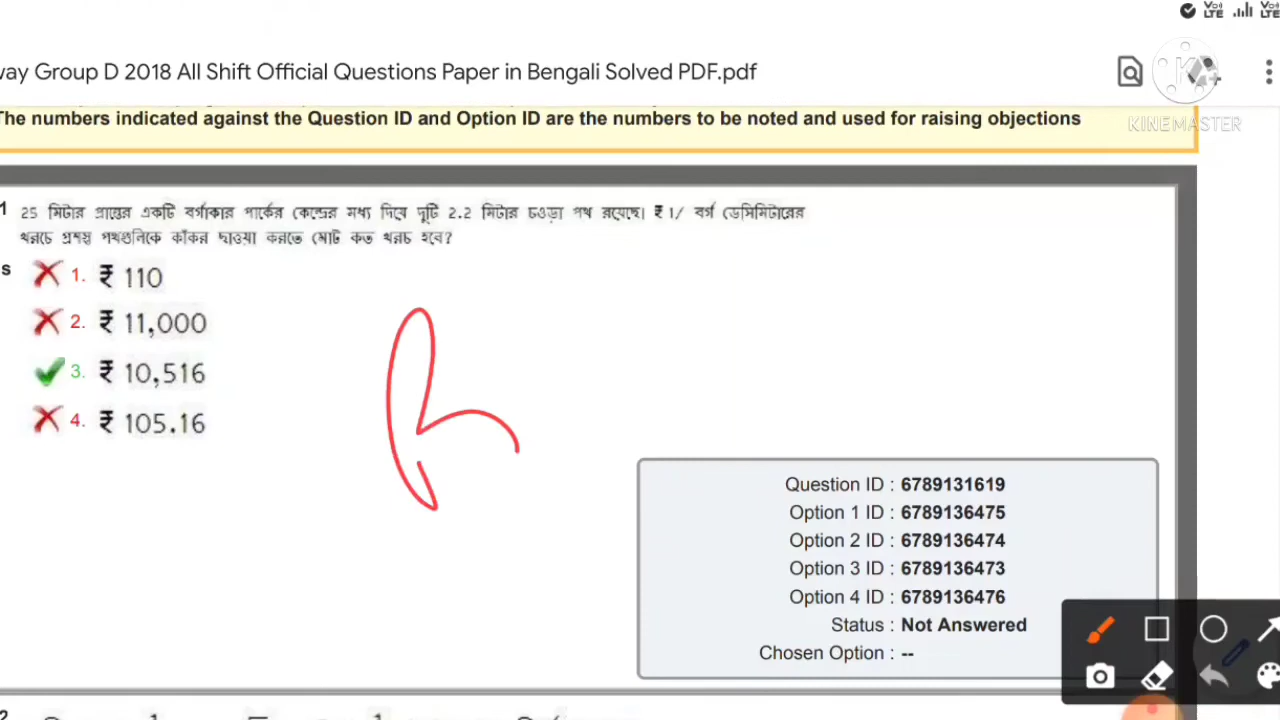 way Group D 2018 All Shift Official Questions Paper in Bengali Solved PDF.pdf
KINEMASTER
The numbers indicated against the Question ID and Option ID are the numbers to be noted and used for raising objections
1 25 মিটার প্রান্তের একটি বর্গাকার পার্কের কেন্দ্রের মধ্য দিয়ে দুটি 2.2 মিটার চওড়া পথ রয়েছে। ₹ 1/ বর্গ ডেসিমিটারের
খরচে প্রশস্ত পথগুলিকে কাঁকর ছাওয়া করতে মোট কত খরচ হবে?
s 1. ₹ 110
2. ₹ 11,000
3. ₹ 10,516
4. ₹ 105.16
Question ID : 6789131619
Option 1 ID : 6789136475
Option 2 ID : 6789136474
Option 3 ID : 6789136473
Option 4 ID : 6789136476
Status : Not Answered
Chosen Option : --